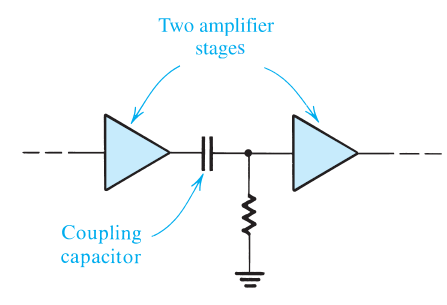 Two amplifier
stages
Coupling
capacitor